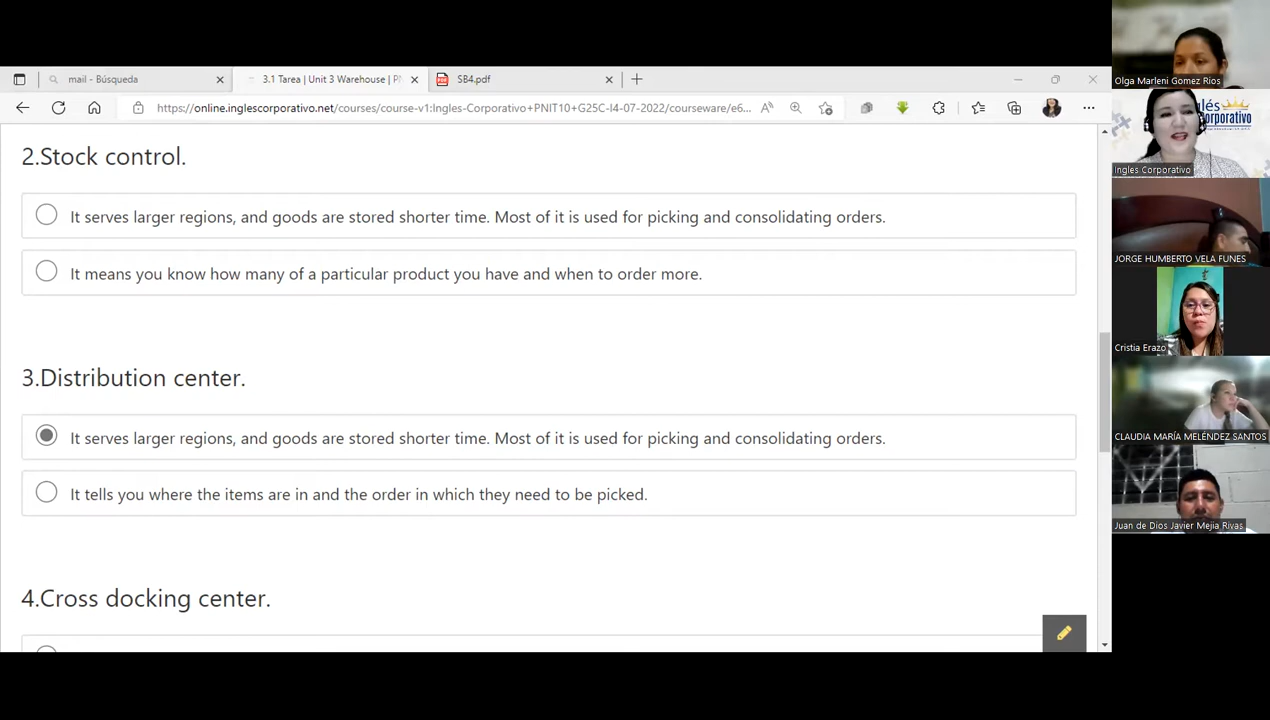 mail - Búsqueda
3.1 Tarea | Unit 3 Warehouse | PN
SB4.pdf
https://online.inglescorporativo.net/courses/course-v1:Ingles-Corporativo+PNIT10+G25C-I4-07-2022/courseware/e6...
2.Stock control.
It serves larger regions, and goods are stored shorter time. Most of it is used for picking and consolidating orders.
It means you know how many of a particular product you have and when to order more.
3.Distribution center.
It serves larger regions, and goods are stored shorter time. Most of it is used for picking and consolidating orders.
It tells you where the items are in and the order in which they need to be picked.
4.Cross docking center.
Olga Marleni Gomez Rios
Ingles Corporativo
JORGE HUMBERTO VELA FUNES
Cristia Erazo
CLAUDIA MARÍA MELÉNDEZ SANTOS
Juan de Dios Javier Mejia Rivas